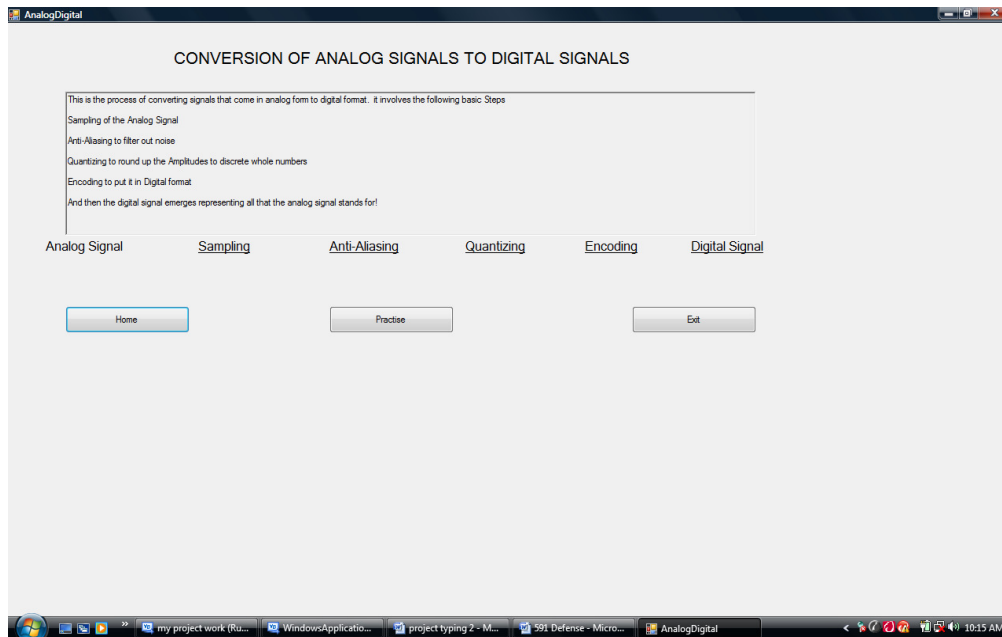 AnalogDigital
CONVERSION OF ANALOG SIGNALS TO DIGITAL SIGNALS
This is the process of converting signals that come in analog form to digital format. it involves the following basic Steps
Sampling of the Analog Signal
Anti-Aliasing to filter out noise
Quantizing to round up the Amplitudes to discrete whole numbers
Encoding to put it in Digital format
And then the digital signal emerges representing all that the analog signal stands for!
Analog Signal Sampling Anti-Aliasing Quantizing Encoding Digital Signal
Home Practise Exit
my project work (Ru... WindowsApplicatio... project typing 2 - M... 591 Defense - Micro... AnalogDigital 10:15 AM